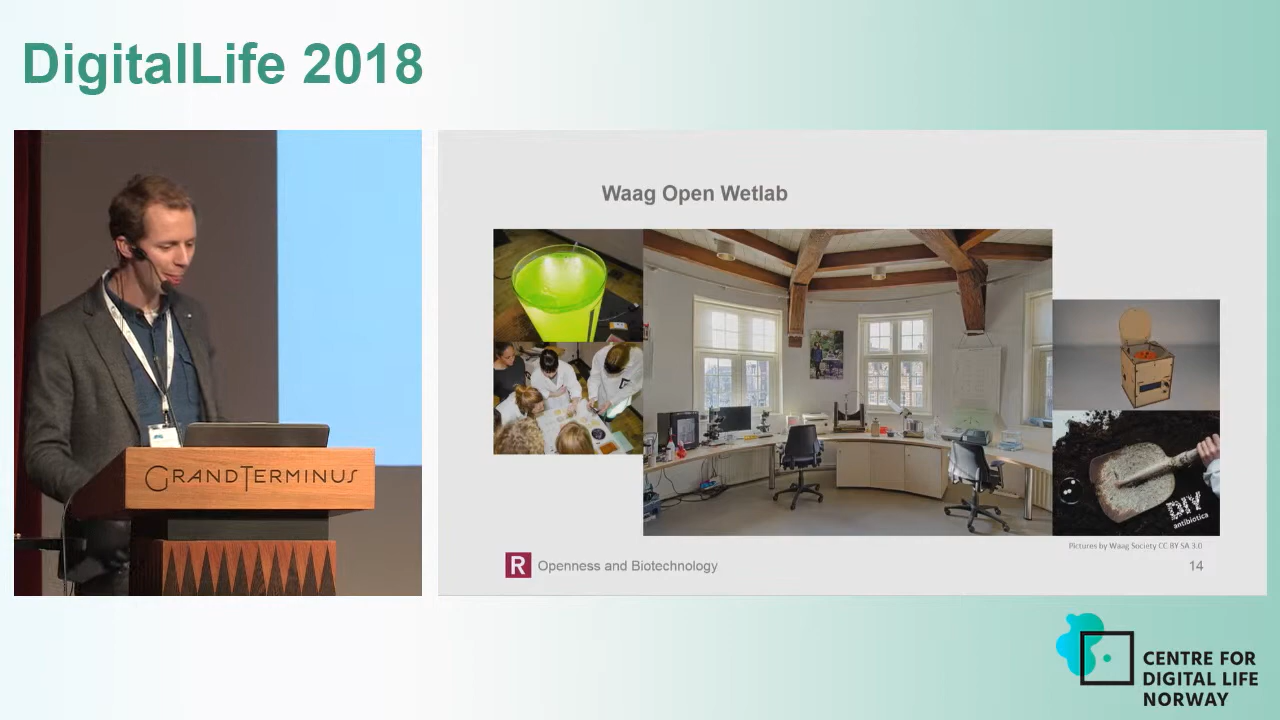 DigitalLife 2018
GRANDTERMINUS
Waag Open Wetlab
DIY
antibiotica
Pictures by Waag Society CC BY SA 3.0
R Openness and Biotechnology
14
CENTRE FOR
DIGITAL LIFE
NORWAY